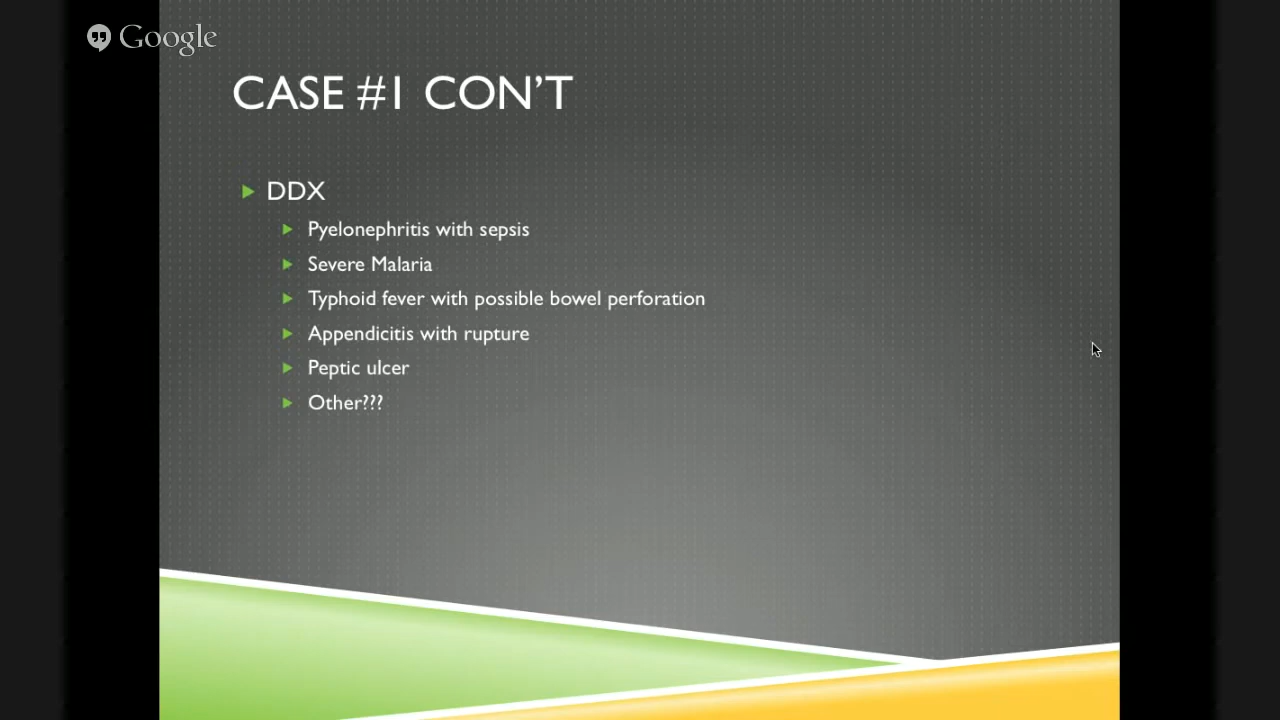 Google
CASE #1 CON'T
DDX
Pyelonephritis with sepsis
Severe Malaria
Typhoid fever with possible bowel perforation
Appendicitis with rupture
Peptic ulcer
Other???